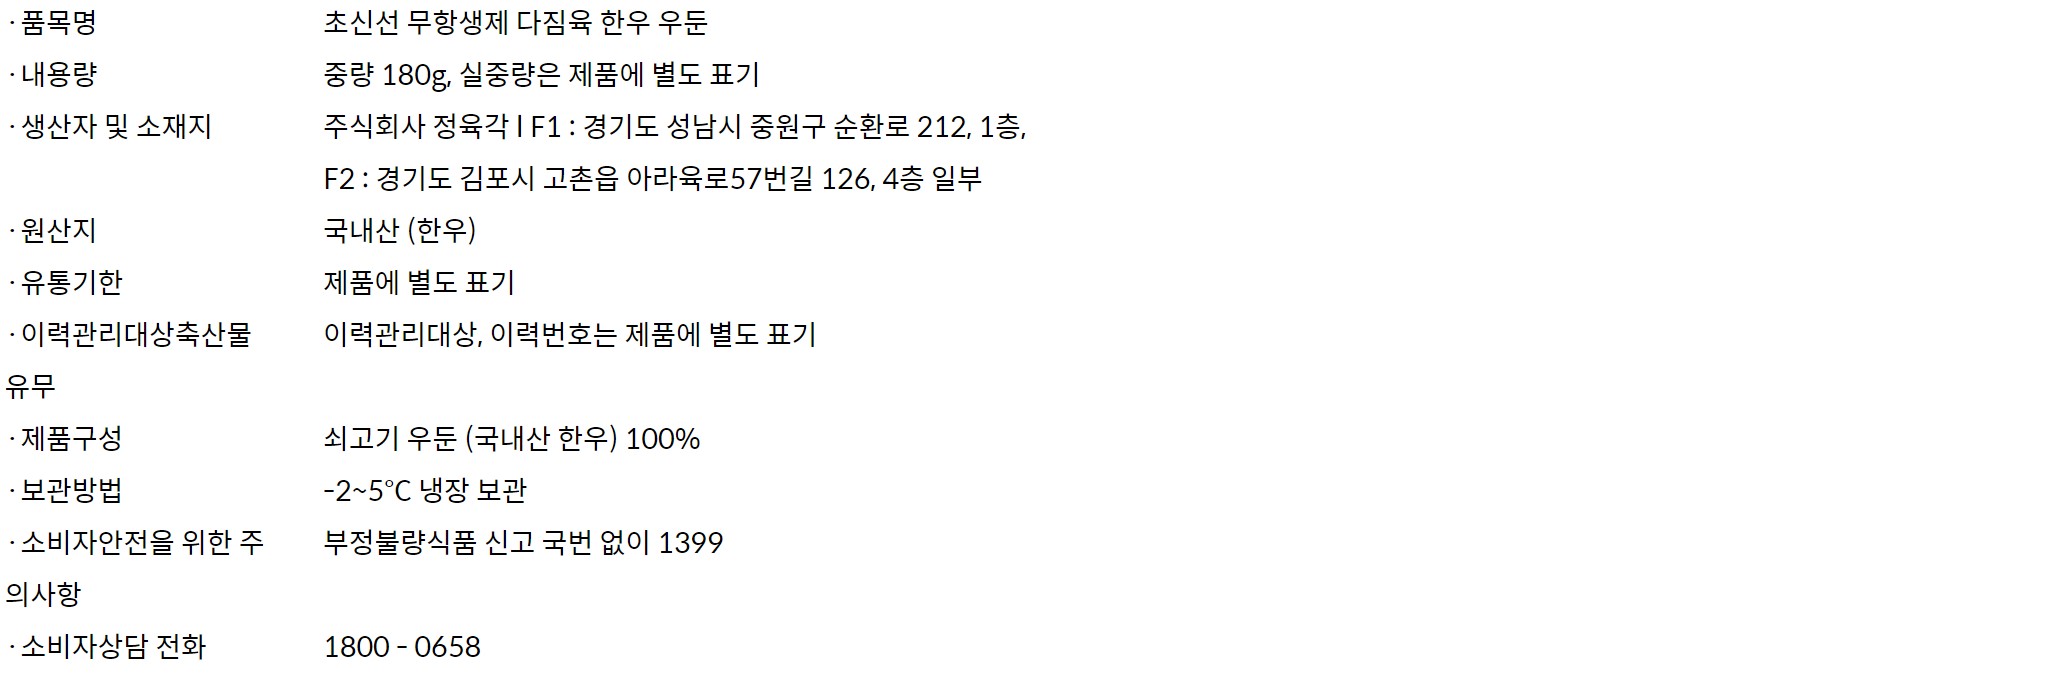 · 품목명 초신선 무항생제 다짐육 한우 우둔
· 내용량 중량 180g, 실중량은 제품에 별도 표기
· 생산자 및 소재지 주식회사 정육각 I F1 : 경기도 성남시 중원구 순환로 212, 1층,
F2 : 경기도 김포시 고촌읍 아라육로57번길 126, 4층 일부
· 원산지 국내산 (한우)
· 유통기한 제품에 별도 표기
· 이력관리대상축산물 이력관리대상, 이력번호는 제품에 별도 표기
유무
· 제품구성 쇠고기 우둔 (국내산 한우) 100%
· 보관방법 -2~5℃ 냉장 보관
· 소비자안전을 위한 주 부정불량식품 신고 국번 없이 1399
의사항
· 소비자상담 전화 1800 - 0658